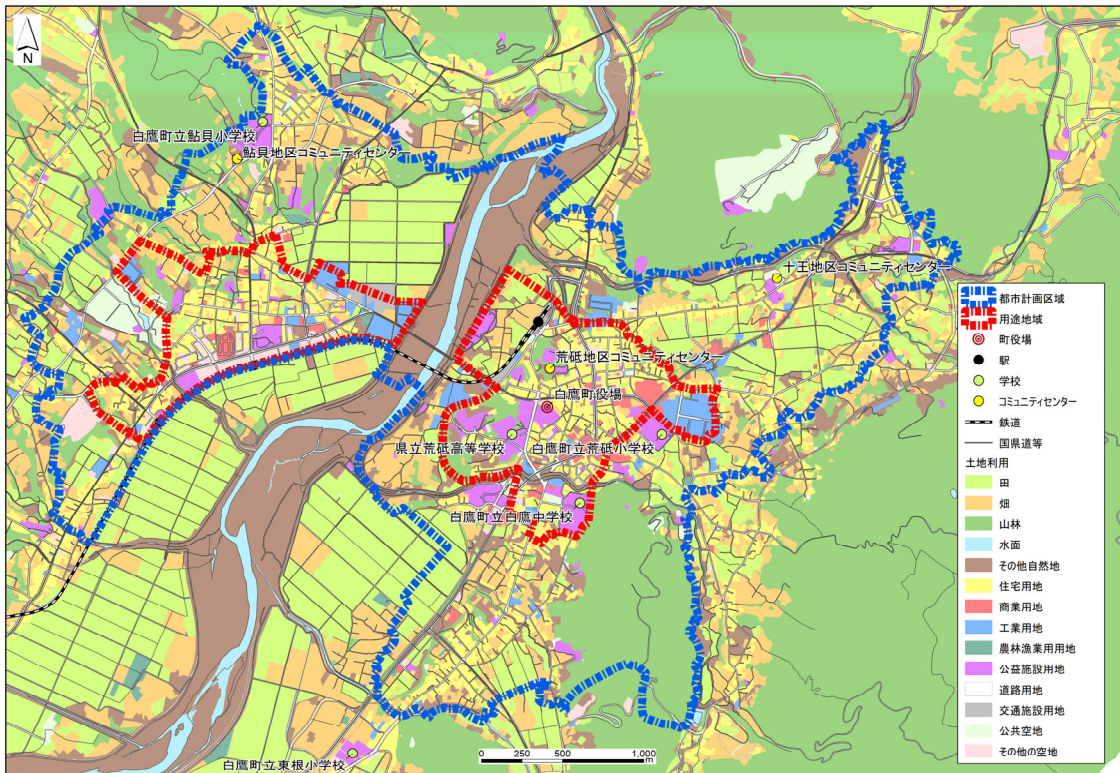 N
白鷹町立鮎貝小学校
鮎貝地区コミュニティセンター
十王地区コミュニティセンター
荒砥地区コミュニティセンター
白鷹町役場
県立荒砥高等学校
白鷹町立荒砥小学校
白鷹町立白鷹中学校
白鷹町立東根小学校
都市計画区域
用途地域
町役場
駅
学校
コミュニティセンター
鉄道
国県道等
土地利用
田
畑
山林
水面
その他自然地
住宅用地
商業用地
工業用地
農林漁業用用地
公益施設用地
道路用地
交通施設用地
公共空地
その他の空地
0 250 500 1,000
m